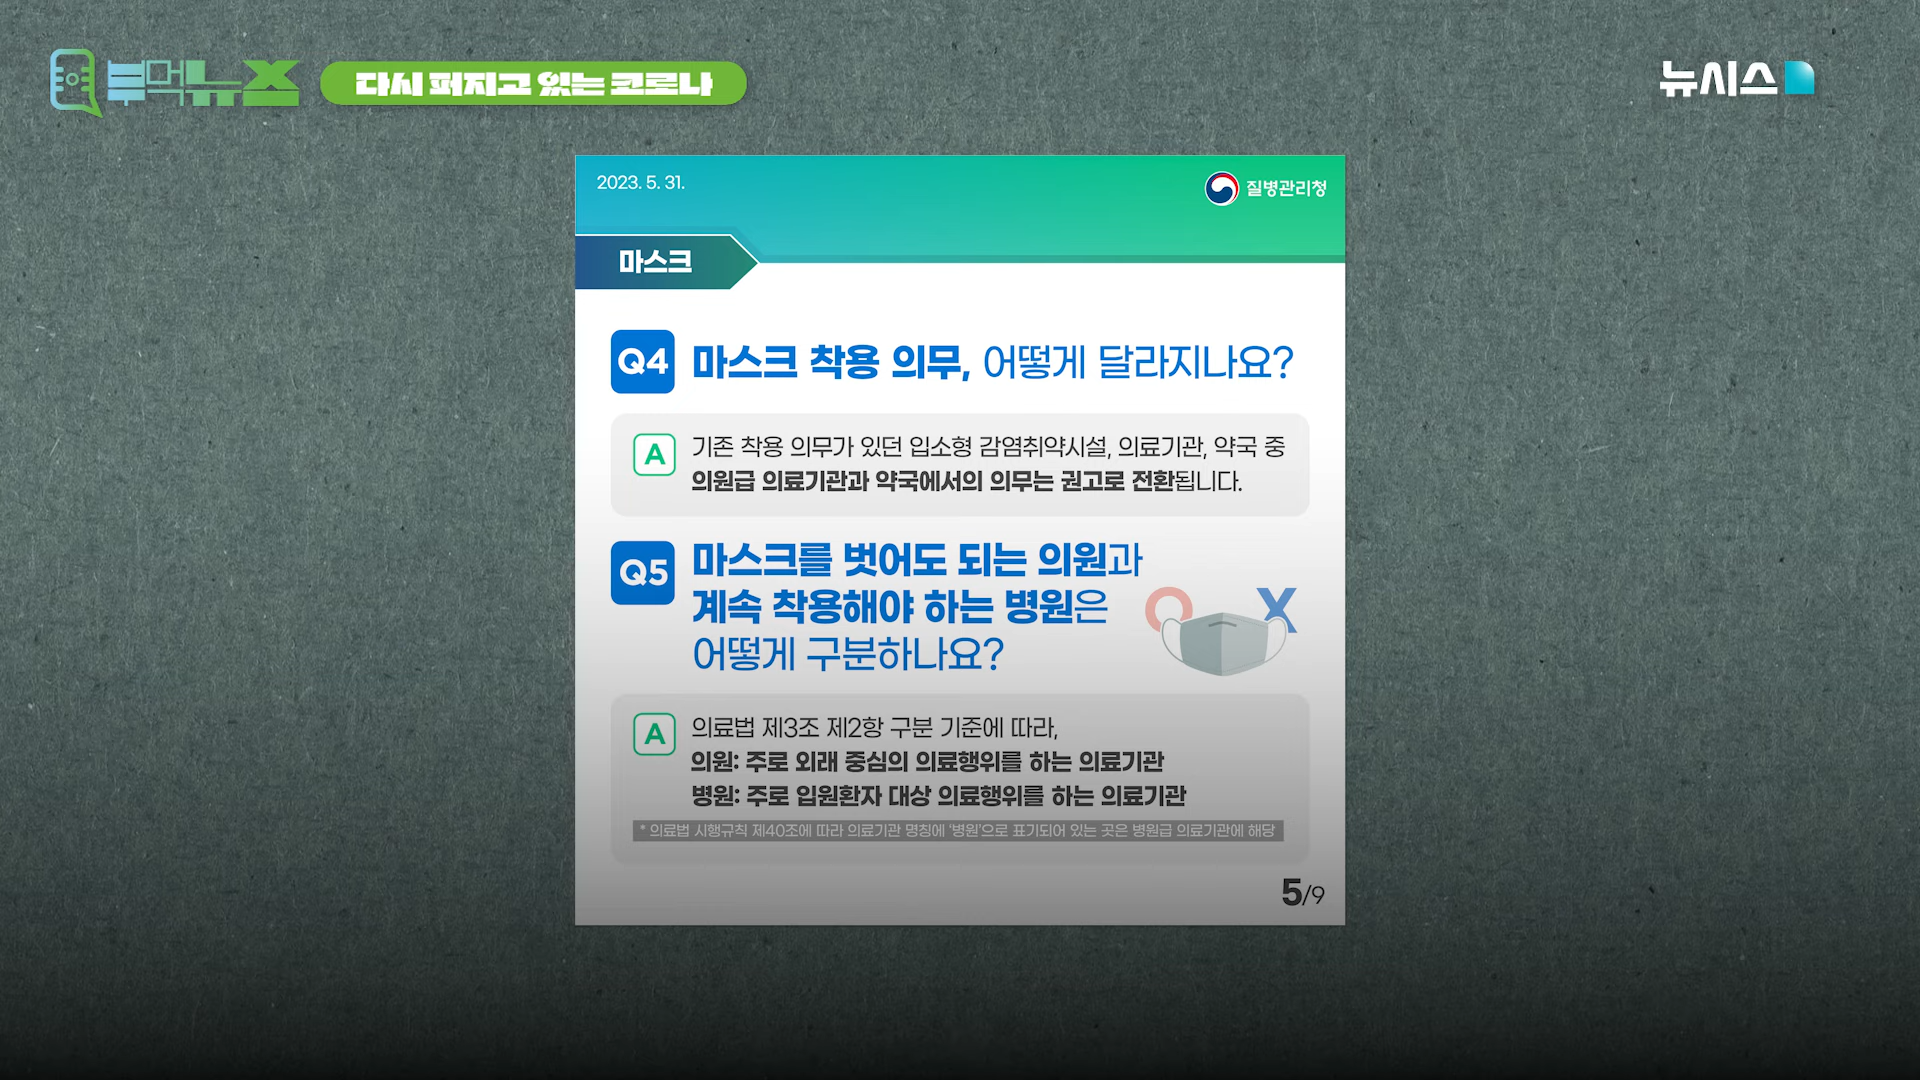 부먹뉴스
다시 퍼지고 있는 코로나
뉴시스
2023. 5. 31.
질병관리청
마스크
Q4 마스크 착용 의무, 어떻게 달라지나요?
A 기존 착용 의무가 있던 입소형 감염취약시설, 의료기관, 약국 중
의원급 의료기관과 약국에서의 의무는 권고로 전환됩니다.
Q5 마스크를 벗어도 되는 의원과
계속 착용해야 하는 병원은
어떻게 구분하나요?
O X
A 의료법 제3조 제2항 구분 기준에 따라,
의원: 주로 외래 중심의 의료행위를 하는 의료기관
병원: 주로 입원환자 대상 의료행위를 하는 의료기관
* 의료법 시행규칙 제40조에 따라 의료기관 명칭에 '병원'으로 표기되어 있는 곳은 병원급 의료기관에 해당
5/9